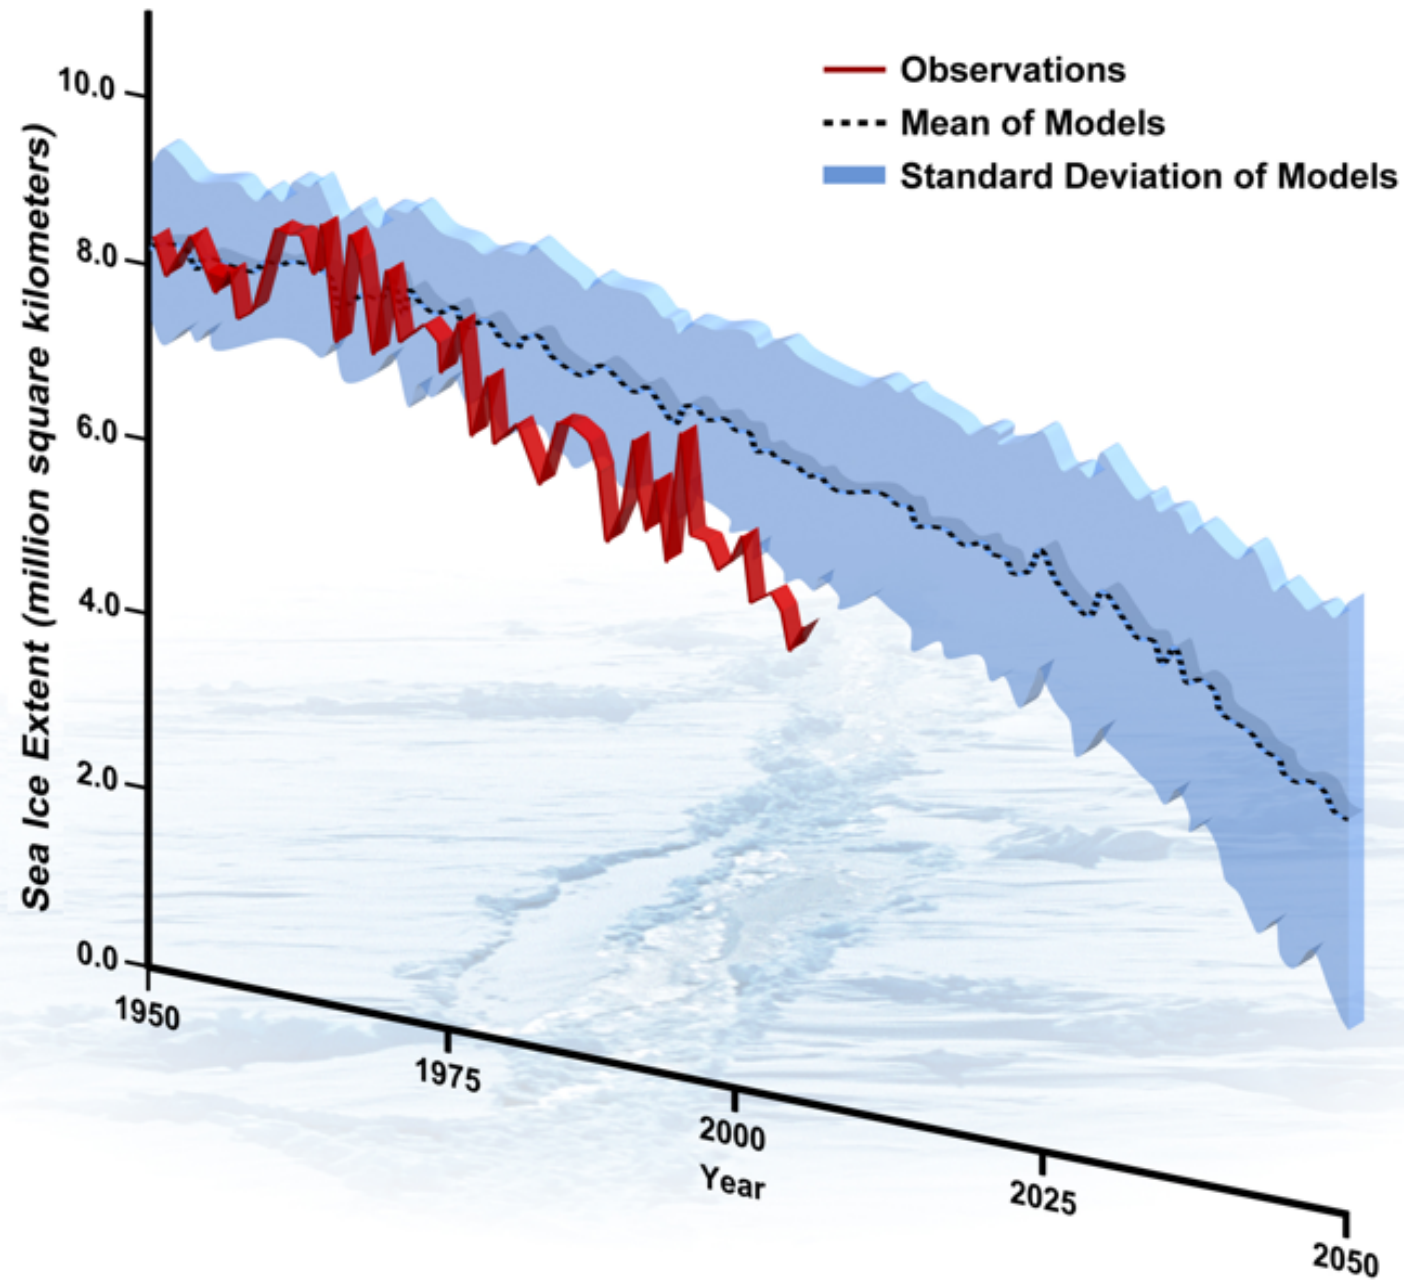 Observations
Mean of Models
Standard Deviation of Models
Sea Ice Extent (million square kilometers)
10.0
8.0
6.0
4.0
2.0
0.0
1950
1975
2000
2025
2050
Year